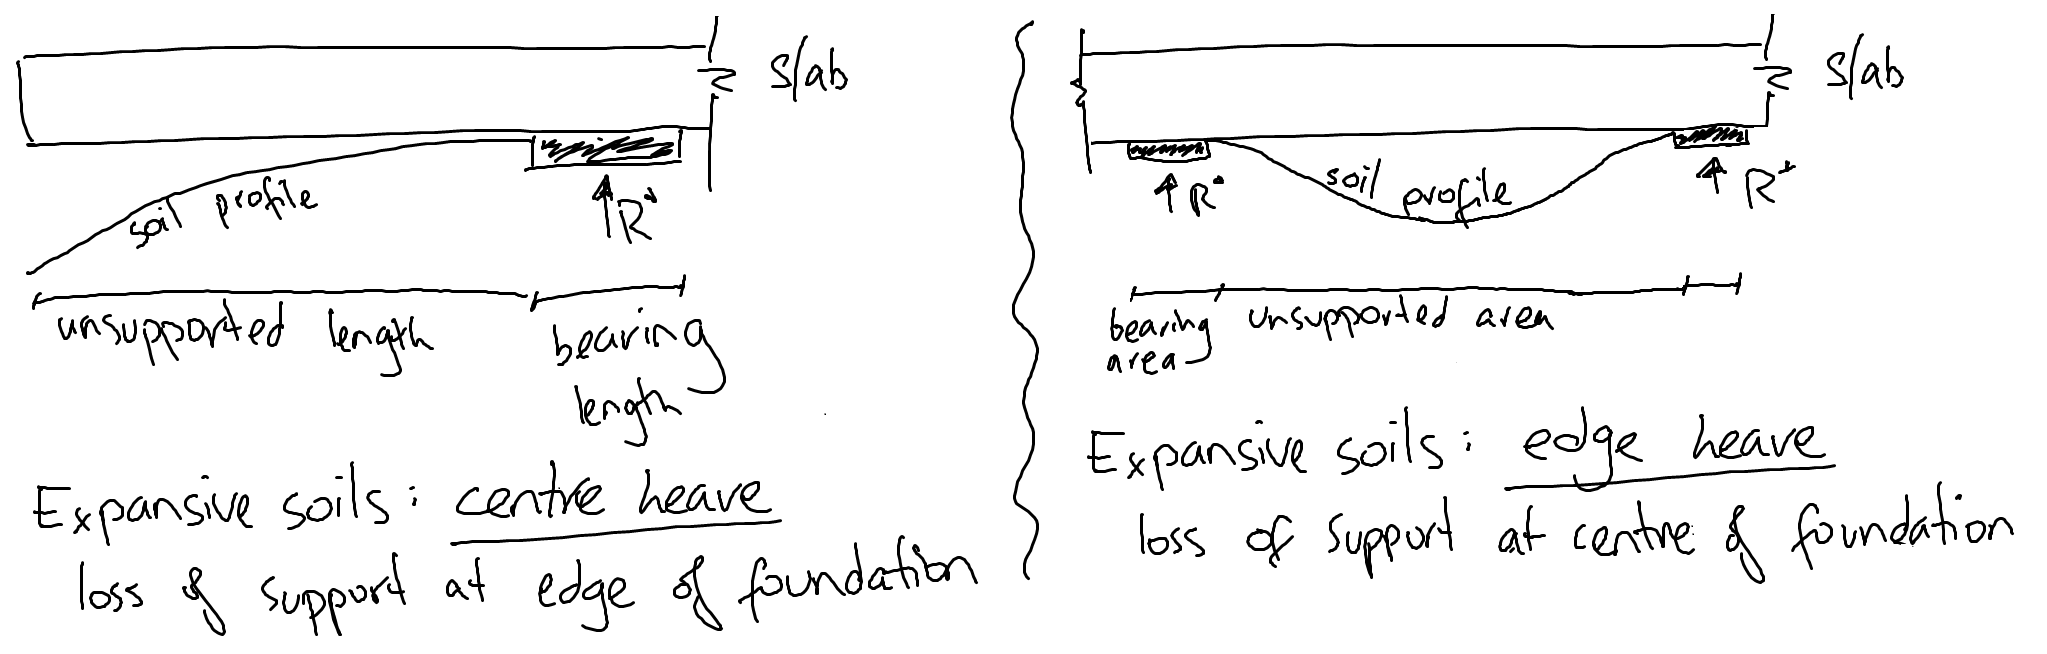 Slab
soil profile
R*
unsupported length
bearing
length
Expansive soils: centre heave
loss of support at edge of foundation
Slab
soil profile
R*
R*
bearing
area
unsupported area
Expansive soils: edge heave
loss of support at centre of foundation